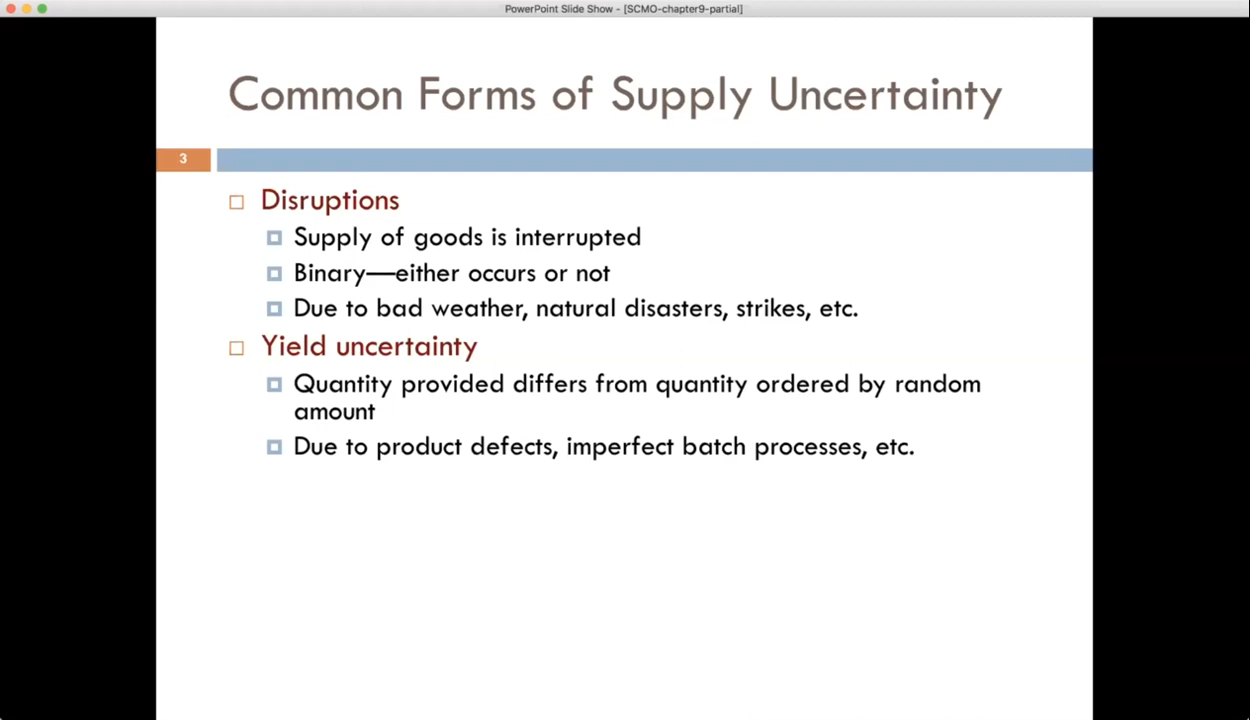 PowerPoint Slide Show - [SCMO-chapter9-partial]
Common Forms of Supply Uncertainty
3
Disruptions
Supply of goods is interrupted
Binary—either occurs or not
Due to bad weather, natural disasters, strikes, etc.
Yield uncertainty
Quantity provided differs from quantity ordered by random
amount
Due to product defects, imperfect batch processes, etc.